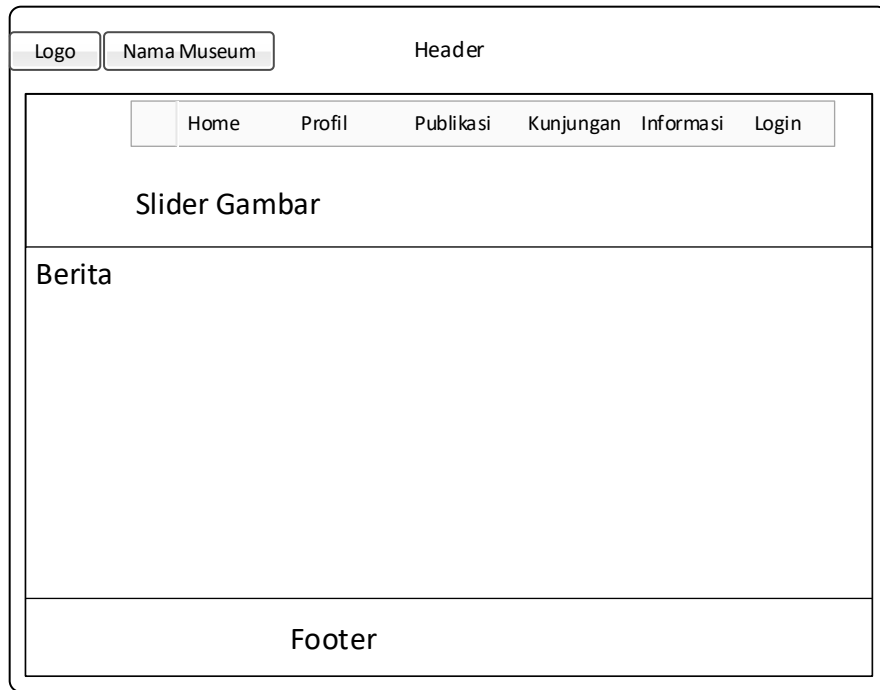 Logo
Nama Museum
Header
Home Profil Publikasi Kunjungan Informasi Login
Slider Gambar
Berita
Footer